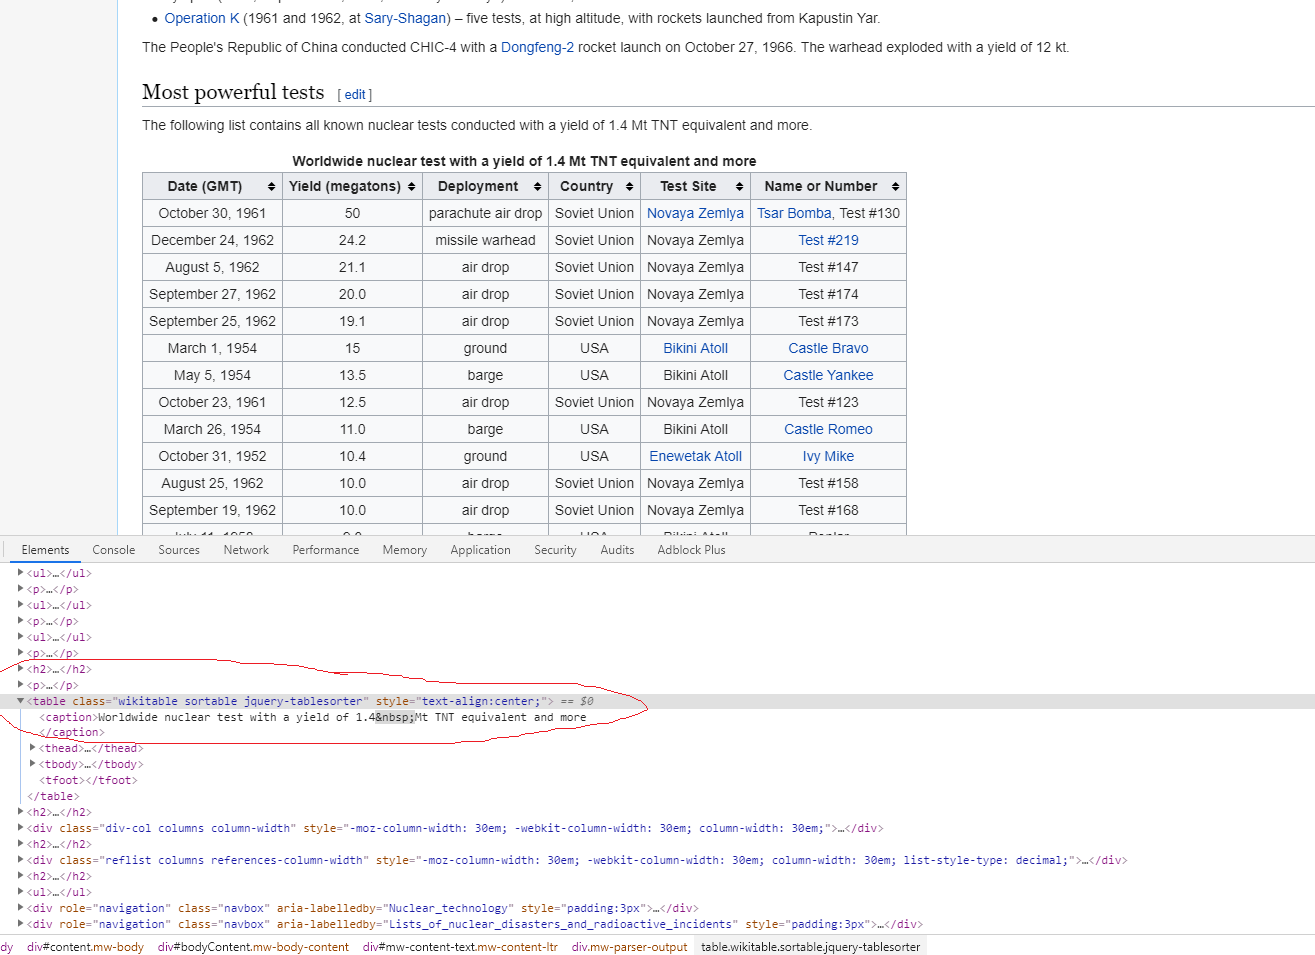 Operation K (1961 and 1962, at Sary-Shagan) – five tests, at high altitude, with rockets launched from Kapustin Yar.
The People's Republic of China conducted CHIC-4 with a Dongfeng-2 rocket launch on October 27, 1966. The warhead exploded with a yield of 12 kt.
Most powerful tests [ edit ]
The following list contains all known nuclear tests conducted with a yield of 1.4 Mt TNT equivalent and more.
Worldwide nuclear test with a yield of 1.4 Mt TNT equivalent and more
Date (GMT) Yield (megatons) Deployment Country Test Site Name or Number
October 30, 1961 50 parachute air drop Soviet Union Novaya Zemlya Tsar Bomba, Test #130
December 24, 1962 24.2 missile warhead Soviet Union Novaya Zemlya Test #219
August 5, 1962 21.1 air drop Soviet Union Novaya Zemlya Test #147
September 27, 1962 20.0 air drop Soviet Union Novaya Zemlya Test #174
September 25, 1962 19.1 air drop Soviet Union Novaya Zemlya Test #173
March 1, 1954 15 ground USA Bikini Atoll Castle Bravo
May 5, 1954 13.5 barge USA Bikini Atoll Castle Yankee
October 23, 1961 12.5 air drop Soviet Union Novaya Zemlya Test #123
March 26, 1954 11.0 barge USA Bikini Atoll Castle Romeo
October 31, 1952 10.4 ground USA Enewetak Atoll Ivy Mike
August 25, 1962 10.0 air drop Soviet Union Novaya Zemlya Test #158
September 19, 1962 10.0 air drop Soviet Union Novaya Zemlya Test #168
Elements Console Sources Network Performance Memory Application Security Audits Adblock Plus
<ul>…</ul>
<p>…</p>
<ul>…</ul>
<p>…</p>
<ul>…</ul>
<p>…</p>
<h2>…</h2>
<p>…</p>
<table class="wikitable sortable jquery-tablesorter" style="text-align:center;"> == $0
<caption>Worldwide nuclear test with a yield of 1.4&nbsp;Mt TNT equivalent and more
</caption>
<thead>…</thead>
<tbody>…</tbody>
<tfoot></tfoot>
</table>
<h2>…</h2>
<div class="div-col columns column-width" style="-moz-column-width: 30em; -webkit-column-width: 30em; column-width: 30em;">…</div>
<h2>…</h2>
<div class="reflist columns references-column-width" style="-moz-column-width: 30em; -webkit-column-width: 30em; column-width: 30em; list-style-type: decimal;">…</div>
<h2>…</h2>
<ul>…</ul>
<div role="navigation" class="navbox" aria-labelledby="Nuclear_technology" style="padding:3px">…</div>
<div role="navigation" class="navbox" aria-labelledby="Lists_of_nuclear_disasters_and_radioactive_incidents" style="padding:3px">…</div>
dy div#content.mw-body div#bodyContent.mw-body-content div#mw-content-text.mw-content-ltr div.mw-parser-output table.wikitable.sortable.jquery-tablesorter